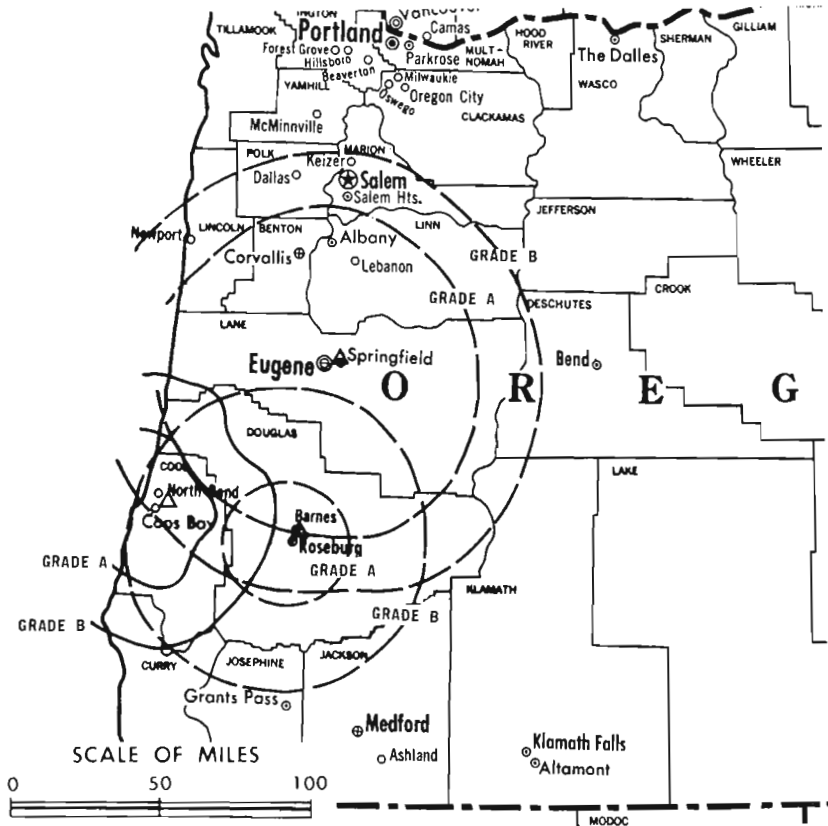 Vancouver
INGTON
TILLAMOOK
Portland
Camas
HOOD RIVER
SHERMAN
GILLIAM
Forest Grove
Hillsboro
Parkrose
MULT-
NOMAH
The Dalles
Beaverton
Milwaukie
YAMHILL
Oswego
Oregon City
WASCO
McMinnville
CLACKAMAS
MARION
POLK
Keizer
WHEELER
Dallas
Salem
Salem Hts.
JEFFERSON
LINCOLN
BENTON
LINN
Newport
Albany
Corvallis
Lebanon
GRADE B
GRADE A
CROOK
DESCHUTES
LANE
Eugene
Springfield
Bend
O R E G
DOUGLAS
COOS
LAKE
North Bend
Coos Bay
Barnes
Roseburg
GRADE A
GRADE A
KLAMATH
GRADE B
GRADE B
CURRY
JOSEPHINE
JACKSON
Grants Pass
Medford
Ashland
Klamath Falls
Altamont
SCALE OF MILES
0 50 100
MODOC